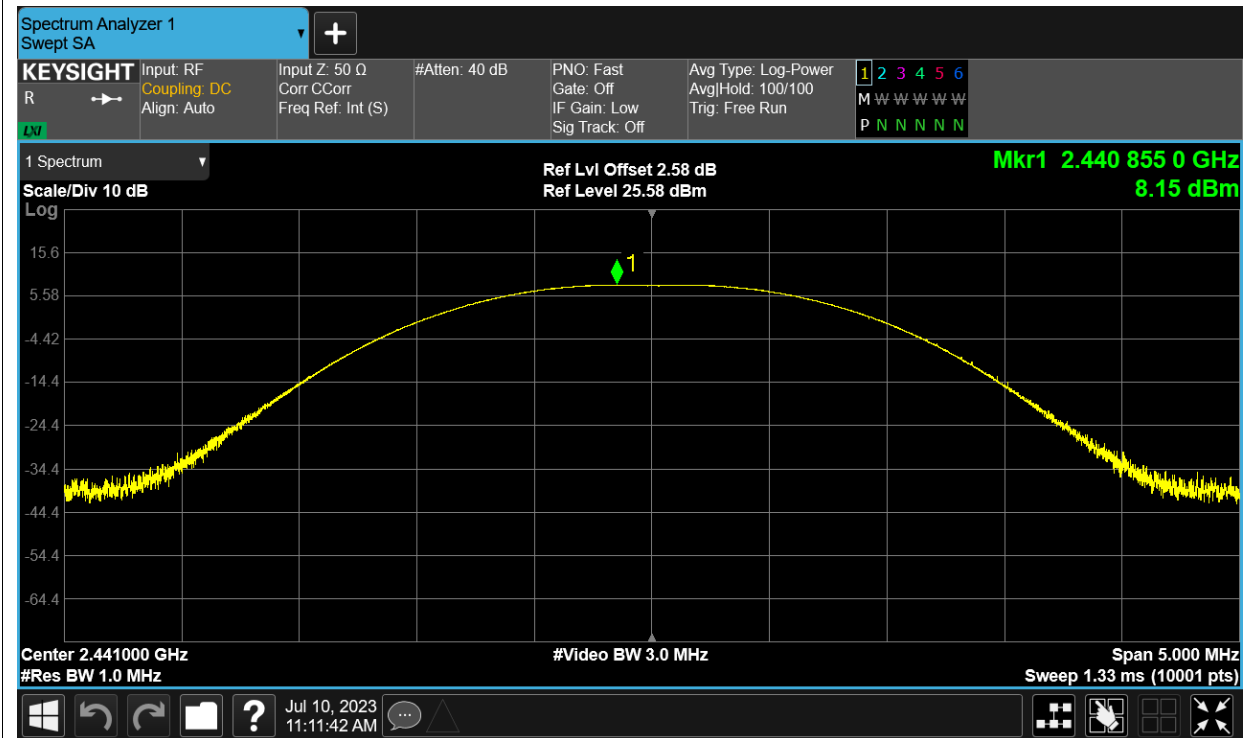 Spectrum Analyzer 1
Swept SA
+
KEYSIGHT
R
LXI
Input: RF
Coupling: DC
Align: Auto
Input Z: 50 Ω
Corr CCorr
Freq Ref: Int (S)
#Atten: 40 dB
PNO: Fast
Gate: Off
IF Gain: Low
Sig Track: Off
Avg Type: Log-Power
Avg|Hold: 100/100
Trig: Free Run
1 2 3 4 5 6
M W W W W W
P N N N N N
1 Spectrum
Scale/Div 10 dB
Log
Ref Lvl Offset 2.58 dB
Ref Level 25.58 dBm
Mkr1 2.440 855 0 GHz
8.15 dBm
1
15.6
5.58
-4.42
-14.4
-24.4
-34.4
-44.4
-54.4
-64.4
Center 2.441000 GHz
#Res BW 1.0 MHz
#Video BW 3.0 MHz
Span 5.000 MHz
Sweep 1.33 ms (10001 pts)
?
Jul 10, 2023
11:11:42 AM